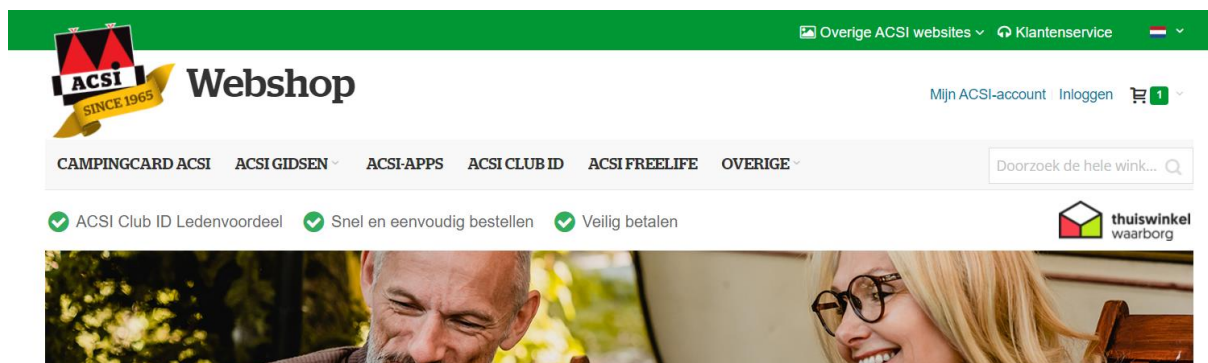 Overige ACSI websites Klantenservice
ACSI
SINCE 1965
Webshop
Mijn ACSI-account Inloggen 1
CAMPINGCARD ACSI ACSI GIDSEN ACSI-APPS ACSI CLUB ID ACSI FREELIFE OVERIGE Doorzoek de hele wink...
ACSI Club ID Ledenvoordeel Snel en eenvoudig bestellen Veilig betalen
thuiswinkel
waarborg